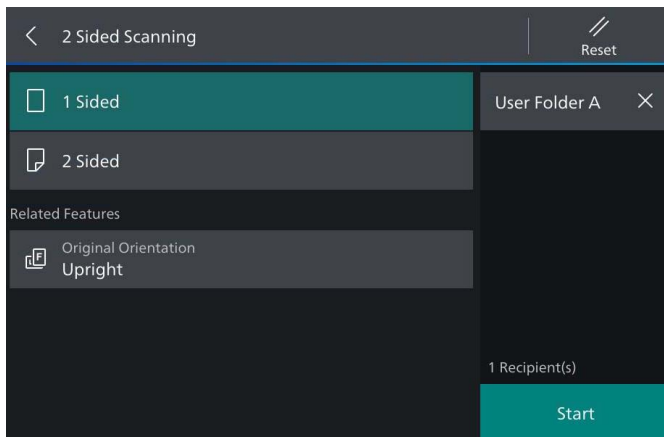 2 Sided Scanning
Reset
1 Sided
2 Sided
Related Features
Original Orientation
Upright
User Folder A
1 Recipient(s)
Start